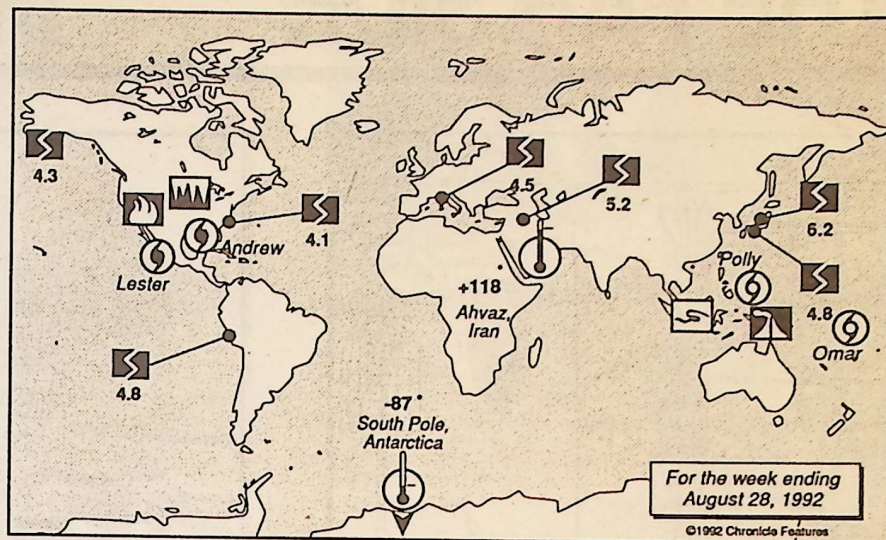 4.3
Lester
Andrew
4.1
4.5
5.2
6.2
Polly
4.8
Omar
+118°
Ahvaz,
Iran
4.8
-87°
South Pole,
Antarctica
For the week ending
August 28, 1992
©1992 Chronicle Features